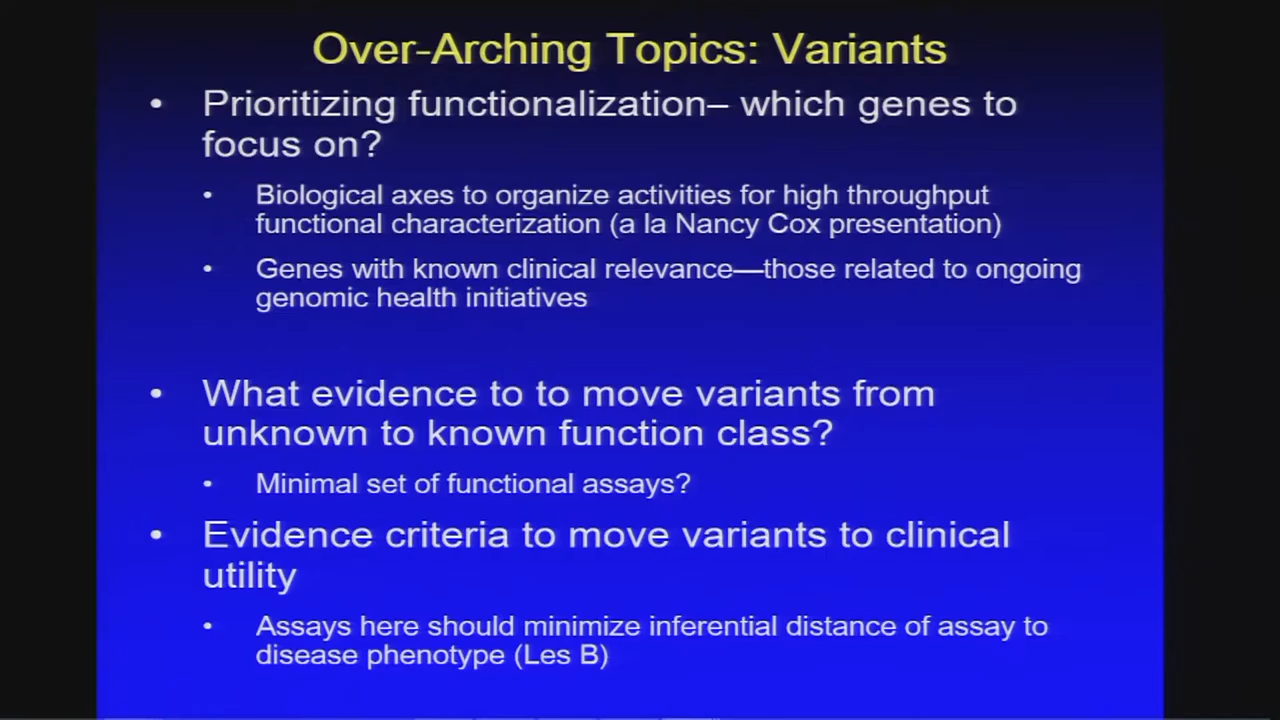 Over-Arching Topics: Variants
• Prioritizing functionalization– which genes to
focus on?
• Biological axes to organize activities for high throughput
functional characterization (a la Nancy Cox presentation)
• Genes with known clinical relevance—those related to ongoing
genomic health initiatives
• What evidence to to move variants from
unknown to known function class?
• Minimal set of functional assays?
• Evidence criteria to move variants to clinical
utility
• Assays here should minimize inferential distance of assay to
disease phenotype (Les B)